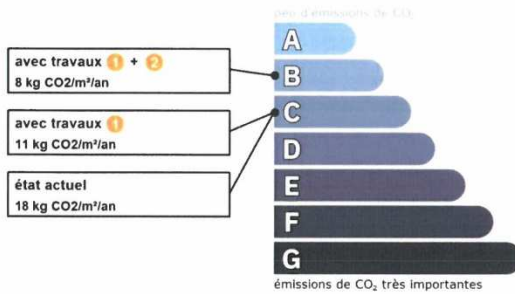 peu d'émissions de CO₂
A
avec travaux 1 + 2
8 kg CO2/m²/an
B
C
avec travaux 1
11 kg CO2/m²/an
D
état actuel
18 kg CO2/m²/an
E
F
G
émissions de CO₂ très importantes